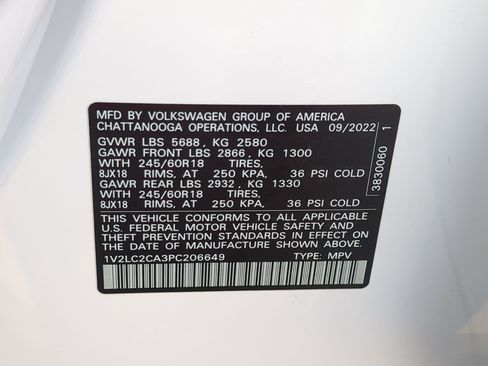 MFD BY VOLKSWAGEN GROUP OF AMERICA
CHATTANOOGA OPERATIONS, LLC. USA 09/2022
GVWR LBS 5688 , KG 2580
GAWR FRONT LBS 2866 , KG 1300
WITH 245/60R18 TIRES,
8JX18 RIMS, AT 250 KPA, 36 PSI COLD
GAWR REAR LBS 2932 , KG 1330
WITH 245/60R18 TIRES,
8JX18 RIMS, AT 250 KPA, 36 PSI COLD
THIS VEHICLE CONFORMS TO ALL APPLICABLE
U.S. FEDERAL MOTOR VEHICLE SAFETY
STANDARDS IN EFFECT ON
THE DATE OF MANUFACTURE SHOWN ABOVE.
1V2LC2CA3PC206649 TYPE: MPV
3830060 1